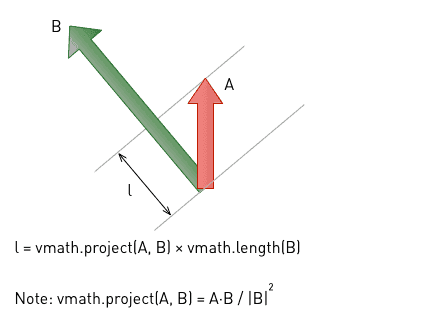 B
A
l
l = vmath.project(A, B) × vmath.length(B)
Note: vmath.project(A, B) = A·B / |B|²